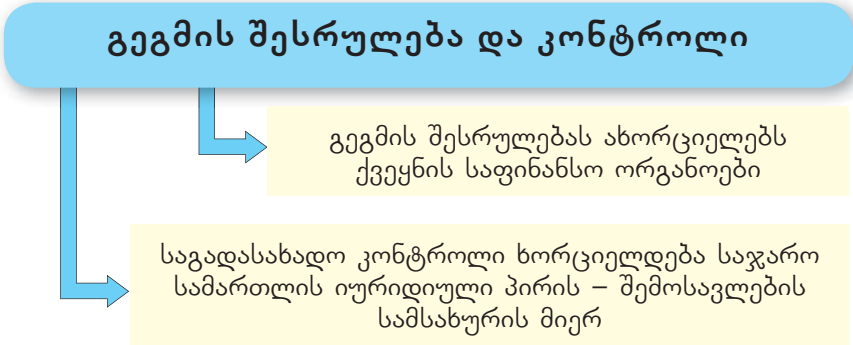 გეგმის შესრულება და კონტროლი
გეგმის შესრულებას ახორციელებს
ქვეყნის საფინანსო ორგანოები
საგადასახადო კონტროლი ხორციელდება საჯარო
სამართლის იურიდიული პირის – შემოსავლების
სამსახურის მიერ